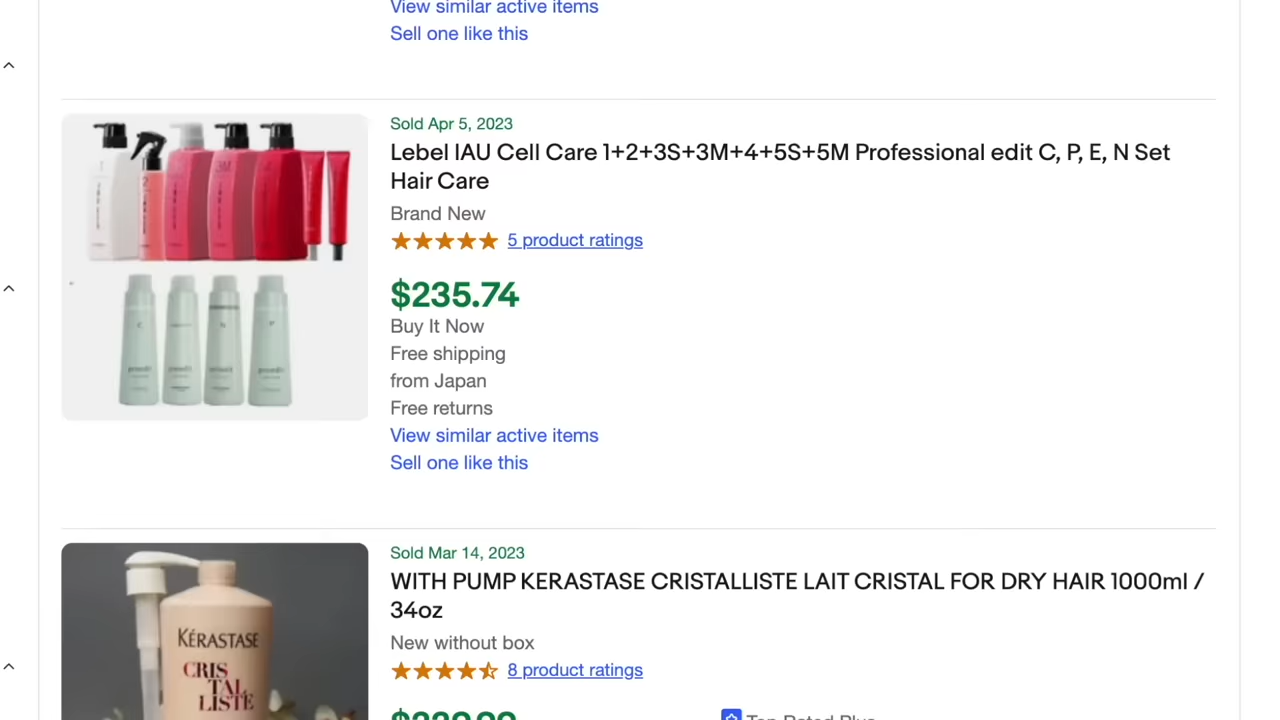 View similar active items
Sell one like this
Sold Apr 5, 2023
Lebel IAU Cell Care 1+2+3S+3M+4+5S+5M Professional edit C, P, E, N Set
Hair Care
Brand New
5 product ratings
$235.74
Buy It Now
Free shipping
from Japan
Free returns
View similar active items
Sell one like this
Sold Mar 14, 2023
WITH PUMP KERASTASE CRISTALLISTE LAIT CRISTAL FOR DRY HAIR 1000ml /
34oz
New without box
8 product ratings
Top Rated Plus
KÉRASTASE
CRIS
TAL
LISTE